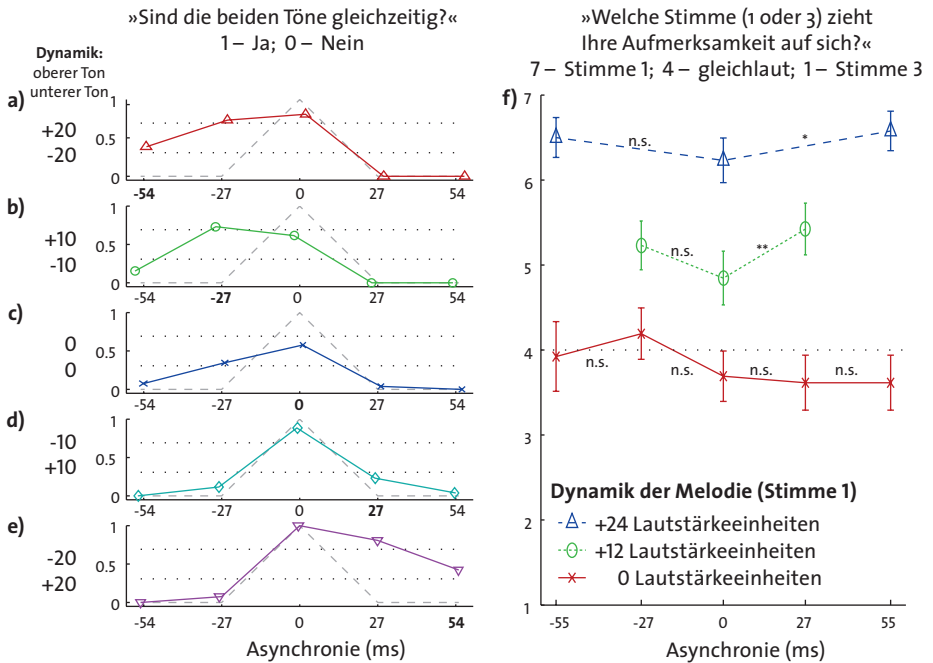 »Sind die beiden Töne gleichzeitig?«
1 – Ja; 0 – Nein
Dynamik:
oberer Ton
unterer Ton
a)
+20
-20
1
0.5
0
-54
-27
0
27
54
b)
+10
-10
1
0.5
0
-54
-27
0
27
54
c)
0
0
1
0.5
0
-54
-27
0
27
54
d)
-10
+10
1
0.5
0
-54
-27
0
27
54
e)
-20
+20
1
0.5
0
-54
-27
0
27
54
Asynchronie (ms)
»Welche Stimme (1 oder 3) zieht
Ihre Aufmerksamkeit auf sich?«
7 – Stimme 1; 4 – gleichlaut; 1 – Stimme 3
f)
7
6
5
4
3
2
1
n.s.
*
n.s.
**
n.s.
n.s.
n.s.
n.s.
Dynamik der Melodie (Stimme 1)
+24 Lautstärkeeinheiten
+12 Lautstärkeeinheiten
0 Lautstärkeeinheiten
-55
-27
0
27
55
Asynchronie (ms)